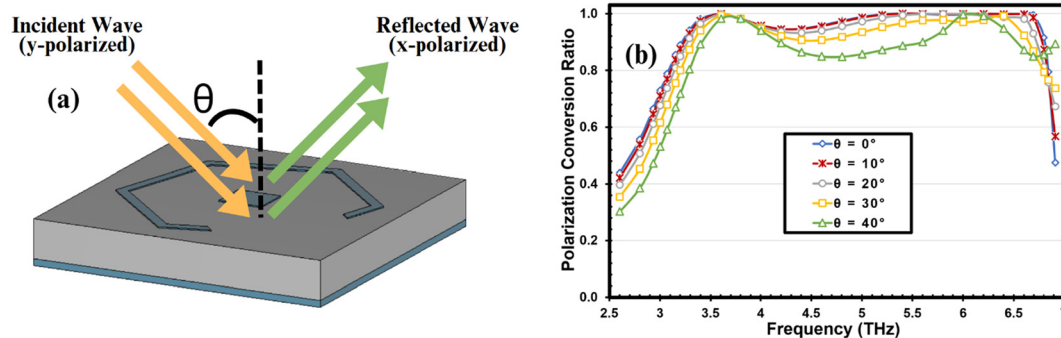 Incident Wave
(y-polarized)
Reflected Wave
(x-polarized)
(a)
θ
Polarization Conversion Ratio
1.0
0.8
0.6
0.4
0.2
0.0
(b)
θ = 0°
θ = 10°
θ = 20°
θ = 30°
θ = 40°
2.5 3 3.5 4 4.5 5 5.5 6 6.5
Frequency (THz)